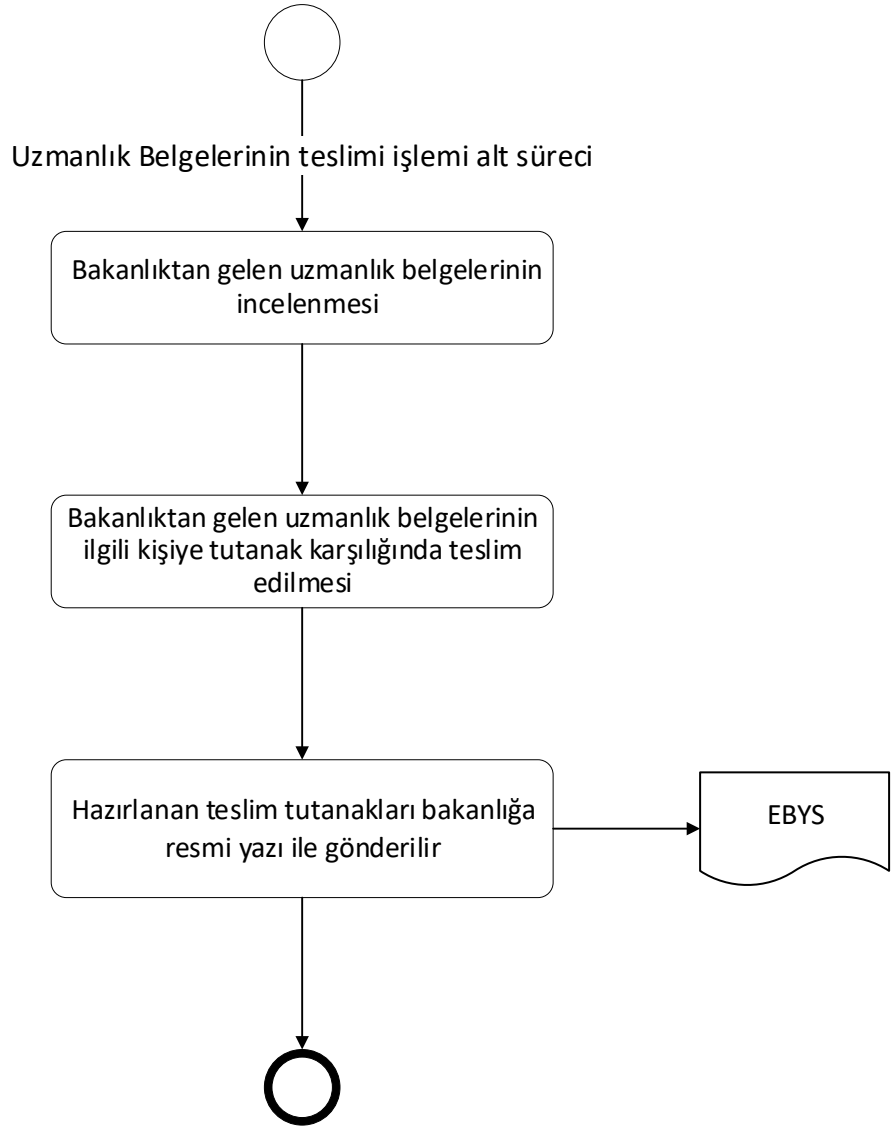 Uzmanlık Belgelerinin teslimi işlemi alt süreci
Bakanlıktan gelen uzmanlık belgelerinin
incelenmesi
Bakanlıktan gelen uzmanlık belgelerinin
ilgili kişiye tutanak karşılığında teslim
edilmesi
Hazırlanan teslim tutanakları bakanlığa
resmi yazı ile gönderilir
EBYS